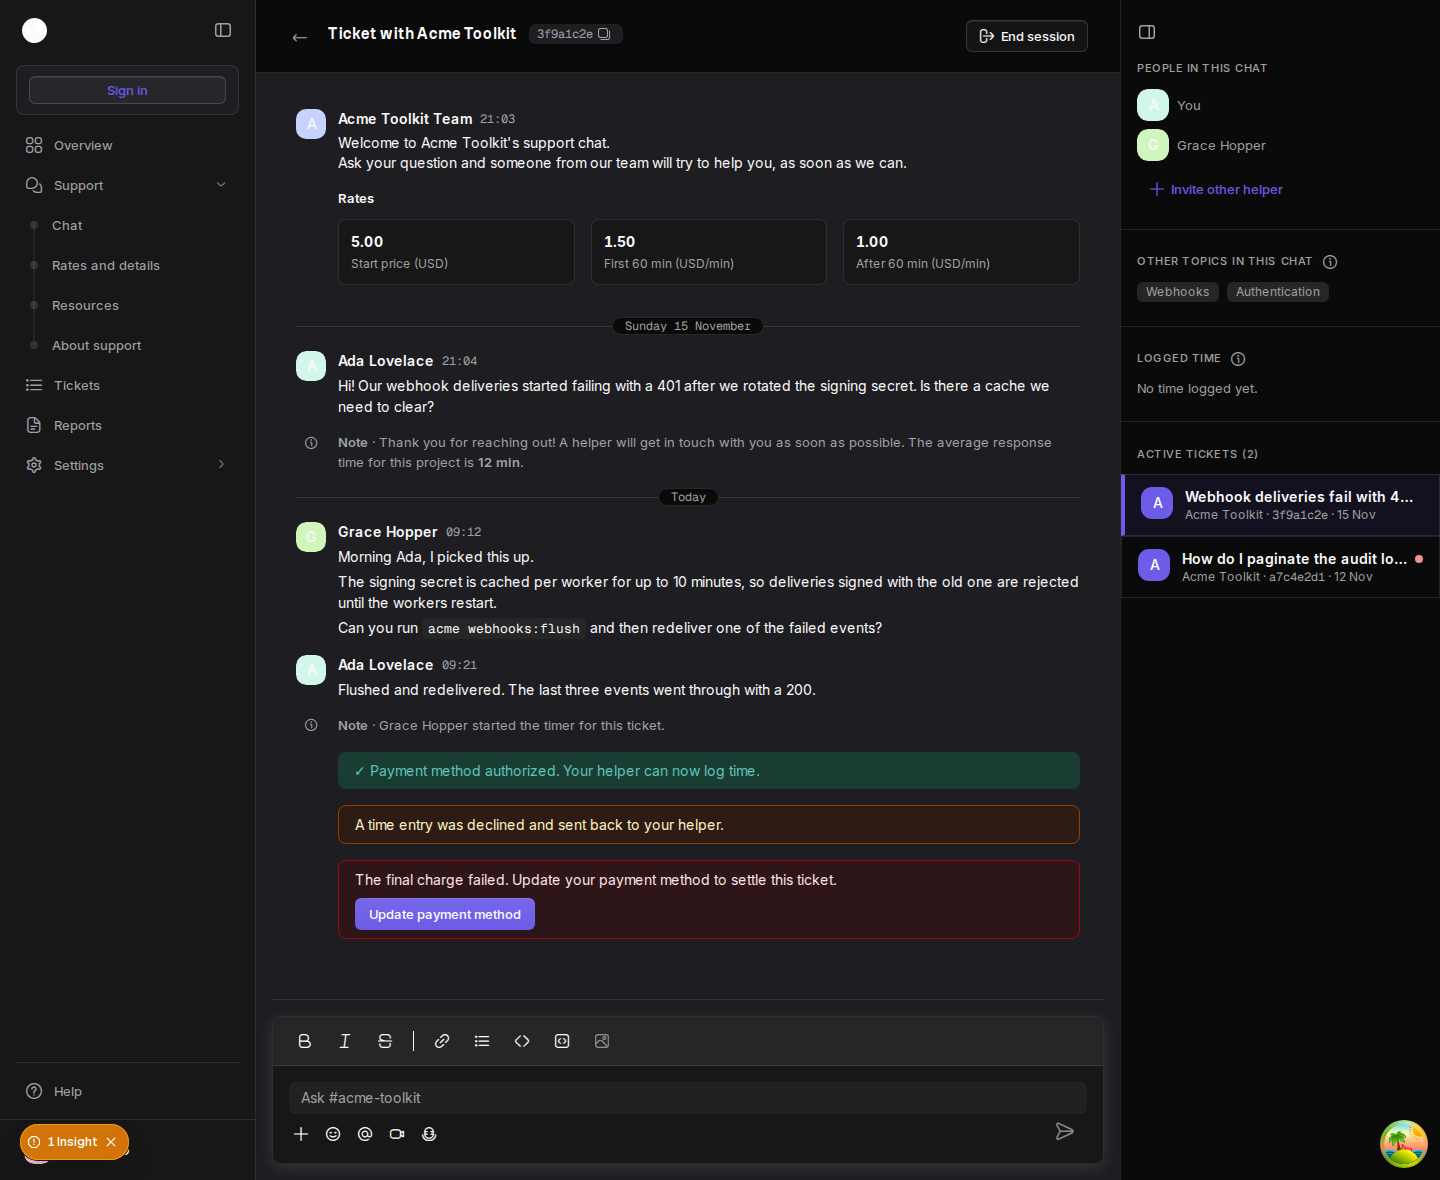 Sign in
Overview
Support
Chat
Rates and details
Resources
About support
Tickets
Reports
Settings
Help
1 Insight
← Ticket with Acme Toolkit 3f9a1c2e
End session
A Acme Toolkit Team 21:03
Welcome to Acme Toolkit's support chat.
Ask your question and someone from our team will try to help you, as soon as we can.
Rates
5.00
Start price (USD)
1.50
First 60 min (USD/min)
1.00
After 60 min (USD/min)
Sunday 15 November
A Ada Lovelace 21:04
Hi! Our webhook deliveries started failing with a 401 after we rotated the signing secret. Is there a cache we
need to clear?
Note · Thank you for reaching out! A helper will get in touch with you as soon as possible. The average response
time for this project is 12 min.
Today
G Grace Hopper 09:12
Morning Ada, I picked this up.
The signing secret is cached per worker for up to 10 minutes, so deliveries signed with the old one are rejected
until the workers restart.
Can you run acme webhooks:flush and then redeliver one of the failed events?
A Ada Lovelace 09:21
Flushed and redelivered. The last three events went through with a 200.
Note · Grace Hopper started the timer for this ticket.
✓ Payment method authorized. Your helper can now log time.
A time entry was declined and sent back to your helper.
The final charge failed. Update your payment method to settle this ticket.
Update payment method
Ask #acme-toolkit
PEOPLE IN THIS CHAT
A You
G Grace Hopper
Invite other helper
OTHER TOPICS IN THIS CHAT
Webhooks Authentication
LOGGED TIME
No time logged yet.
ACTIVE TICKETS (2)
A Webhook deliveries fail with 4...
Acme Toolkit · 3f9a1c2e · 15 Nov
A How do I paginate the audit lo...
Acme Toolkit · a7c4e2d1 · 12 Nov